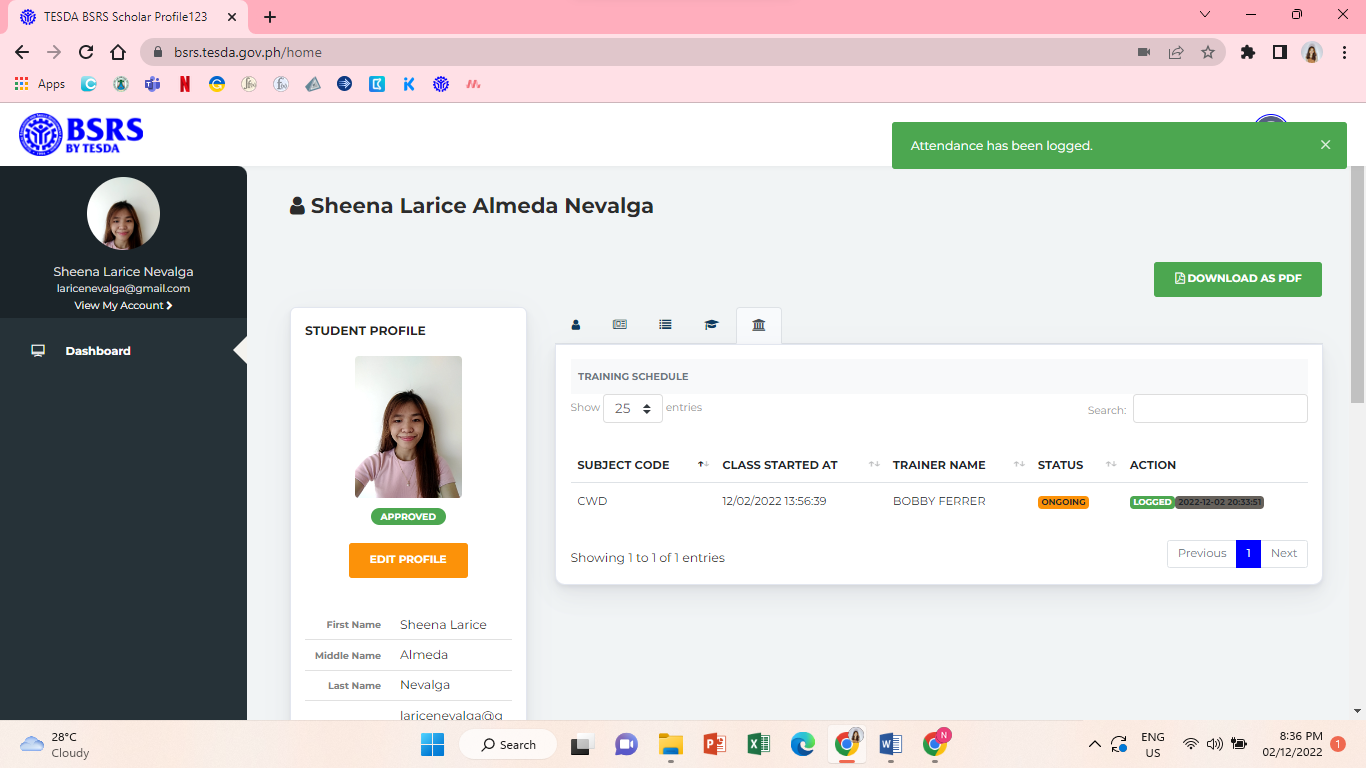 TESDA BSRS Scholar Profile123
bsrs.tesda.gov.ph/home
Apps
BSRS
BY TESDA
Attendance has been logged.
Sheena Larice Nevalga
laricenevalga@gmail.com
View My Account
Dashboard
Sheena Larice Almeda Nevalga
DOWNLOAD AS PDF
STUDENT PROFILE
APPROVED
EDIT PROFILE
First Name Sheena Larice
Middle Name Almeda
Last Name Nevalga
laricenevalga@g
TRAINING SCHEDULE
Show 25 entries
Search:
SUBJECT CODE CLASS STARTED AT TRAINER NAME STATUS ACTION
CWD 12/02/2022 13:56:39 BOBBY FERRER ONGOING LOGGED 2022-12-02 20:33:51
Showing 1 to 1 of 1 entries
Previous 1 Next
28°C
Cloudy
Search
N
ENG
US
8:36 PM
02/12/2022
1